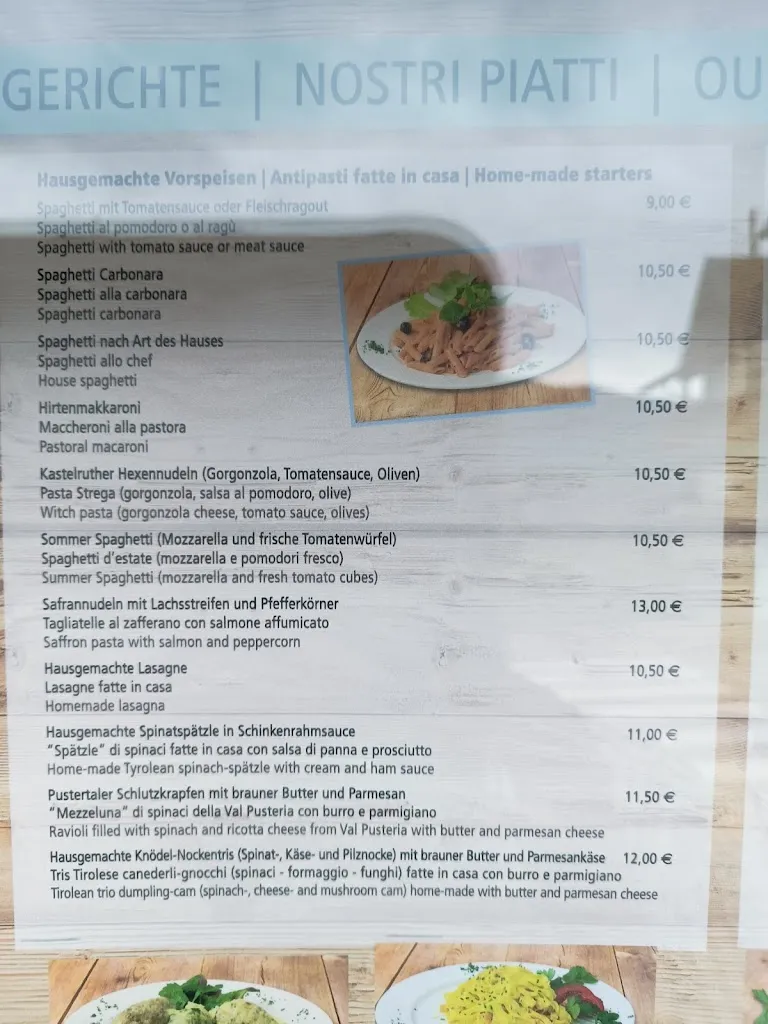 GERICHTE | NOSTRI PIATTI | OU
Hausgemachte Vorspeisen | Antipasti fatte in casa | Home-made starters
Spaghetti mit Tomatensauce oder Fleischragout 9,00 €
Spaghetti al pomodoro o al ragù
Spaghetti with tomato sauce or meat sauce
Spaghetti Carbonara 10,50 €
Spaghetti alla carbonara
Spaghetti carbonara
Spaghetti nach Art des Hauses 10,50 €
Spaghetti allo chef
House spaghetti
Hirtenmakkaroni 10,50 €
Maccheroni alla pastora
Pastoral macaroni
Kastelruther Hexennudeln (Gorgonzola, Tomatensauce, Oliven) 10,50 €
Pasta Strega (gorgonzola, salsa al pomodoro, olive)
Witch pasta (gorgonzola cheese, tomato sauce, olives)
Sommer Spaghetti (Mozzarella und frische Tomatenwürfel) 10,50 €
Spaghetti d'estate (mozzarella e pomodori fresco)
Summer Spaghetti (mozzarella and fresh tomato cubes)
Safrannudeln mit Lachsstreifen und Pfefferkörner 13,00 €
Tagliatelle al zafferano con salmone affumicato
Saffron pasta with salmon and peppercorn
Hausgemachte Lasagne 10,50 €
Lasagne fatte in casa
Homemade lasagna
Hausgemachte Spinatspätzle in Schinkenrahmsauce 11,00 €
"Spätzle" di spinaci fatte in casa con salsa di panna e prosciutto
Home-made Tyrolean spinach-spätzle with cream and ham sauce
Pustertaler Schlutzkrapfen mit brauner Butter und Parmesan 11,50 €
"Mezzeluna" di spinaci della Val Pusteria con burro e parmigiano
Ravioli filled with spinach and ricotta cheese from Val Pusteria with butter and parmesan cheese
Hausgemachte Knödel-Nockentris (Spinat-, Käse- und Pilznocke) mit brauner Butter und Parmesankäse 12,00 €
Tris Tirolese canederli-gnocchi (spinaci - formaggio - funghi) fatte in casa con burro e parmigiano
Tirolean trio dumpling-cam (spinach-, cheese- and mushroom cam) home-made with butter and parmesan cheese